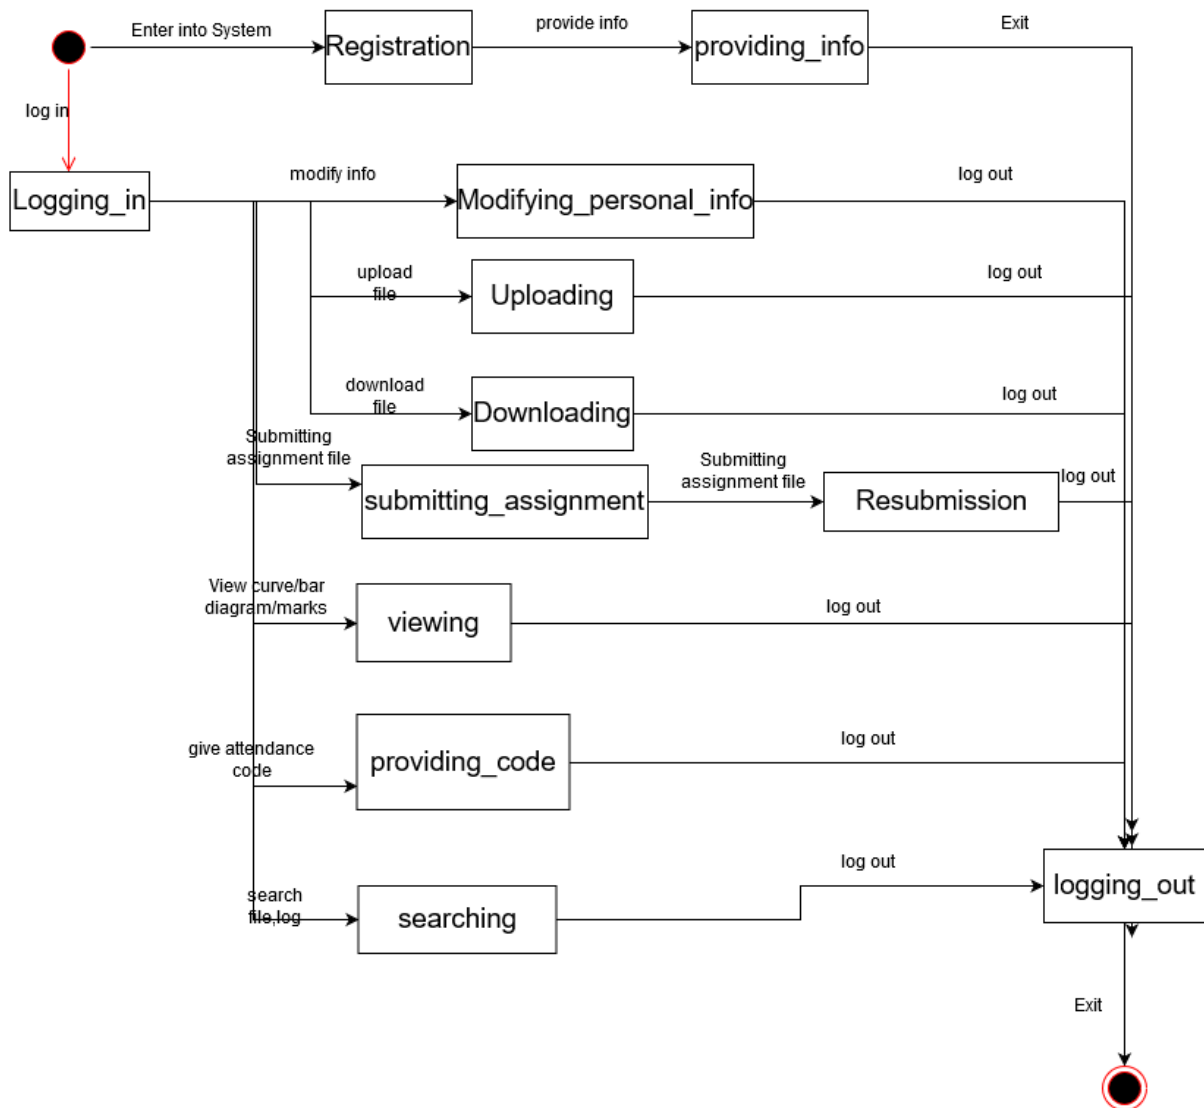 Enter into System
Registration
provide info
providing_info
Exit
log in
Logging_in
modify info
Modifying_personal_info
log out
upload
file
Uploading
log out
download
file
Downloading
log out
Submitting
assignment file
submitting_assignment
Submitting
assignment file
Resubmission
log out
View curve/bar
diagram/marks
viewing
log out
give attendance
code
providing_code
log out
search
file,log
searching
log out
logging_out
Exit